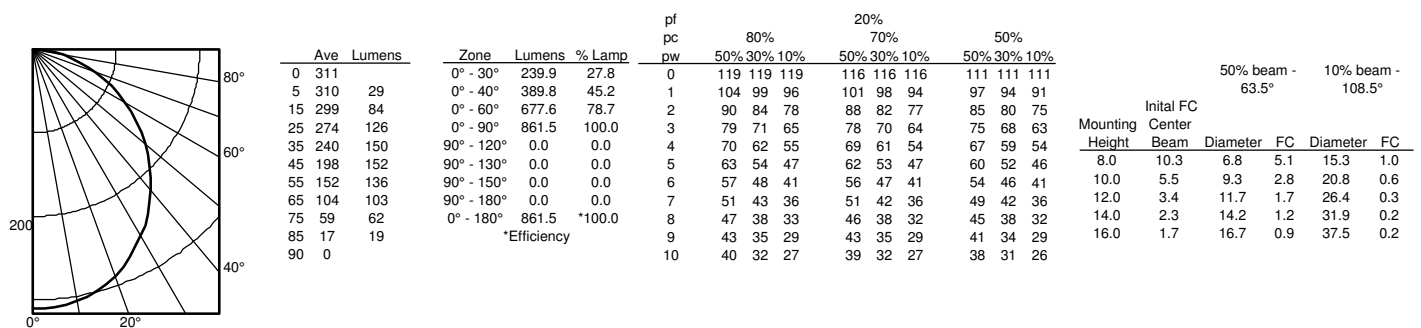 80°
60°
40°
200
0° 20°
Ave Lumens
0 311
5 310 29
15 299 84
25 274 126
35 240 150
45 198 152
55 152 136
65 104 103
75 59 62
85 17 19
90 0
Zone Lumens % Lamp
0° - 30° 239.9 27.8
0° - 40° 389.8 45.2
0° - 60° 677.6 78.7
0° - 90° 861.5 100.0
90° - 120° 0.0 0.0
90° - 130° 0.0 0.0
90° - 150° 0.0 0.0
90° - 180° 0.0 0.0
0° - 180° 861.5 *100.0
*Efficiency
pf 20%
pc 80% 70% 50%
pw 50% 30% 10% 50% 30% 10% 50% 30% 10%
0 119 119 119 116 116 116 111 111 111
1 104 99 96 101 98 94 97 94 91
2 90 84 78 88 82 77 85 80 75
3 79 71 65 78 70 64 75 68 63
4 70 62 55 69 61 54 67 59 54
5 63 54 47 62 53 47 60 52 46
6 57 48 41 56 47 41 54 46 41
7 51 43 36 51 42 36 49 42 36
8 47 38 33 46 38 32 45 38 32
9 43 35 29 43 35 29 41 34 29
10 40 32 27 39 32 27 38 31 26
50% beam - 10% beam -
63.5° 108.5°
Inital FC
Mounting Center
Height Beam Diameter FC Diameter FC
8.0 10.3 6.8 5.1 15.3 1.0
10.0 5.5 9.3 2.8 20.8 0.6
12.0 3.4 11.7 1.7 26.4 0.3
14.0 2.3 14.2 1.2 31.9 0.2
16.0 1.7 16.7 0.9 37.5 0.2